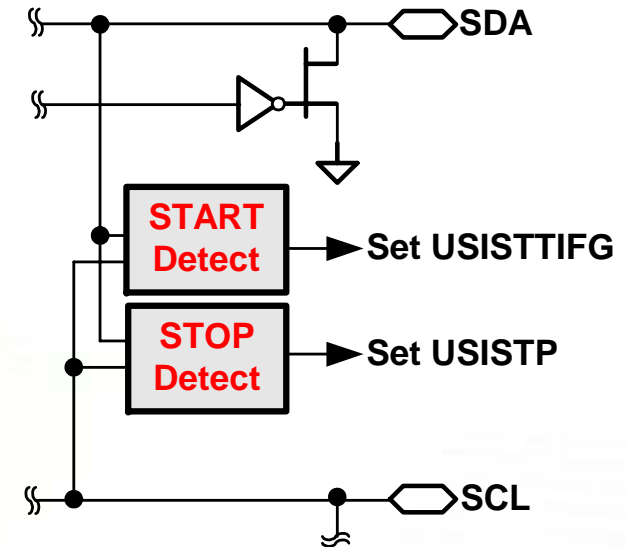 SDA
START
Detect
Set USISTTIFG
STOP
Detect
Set USISTP
SCL